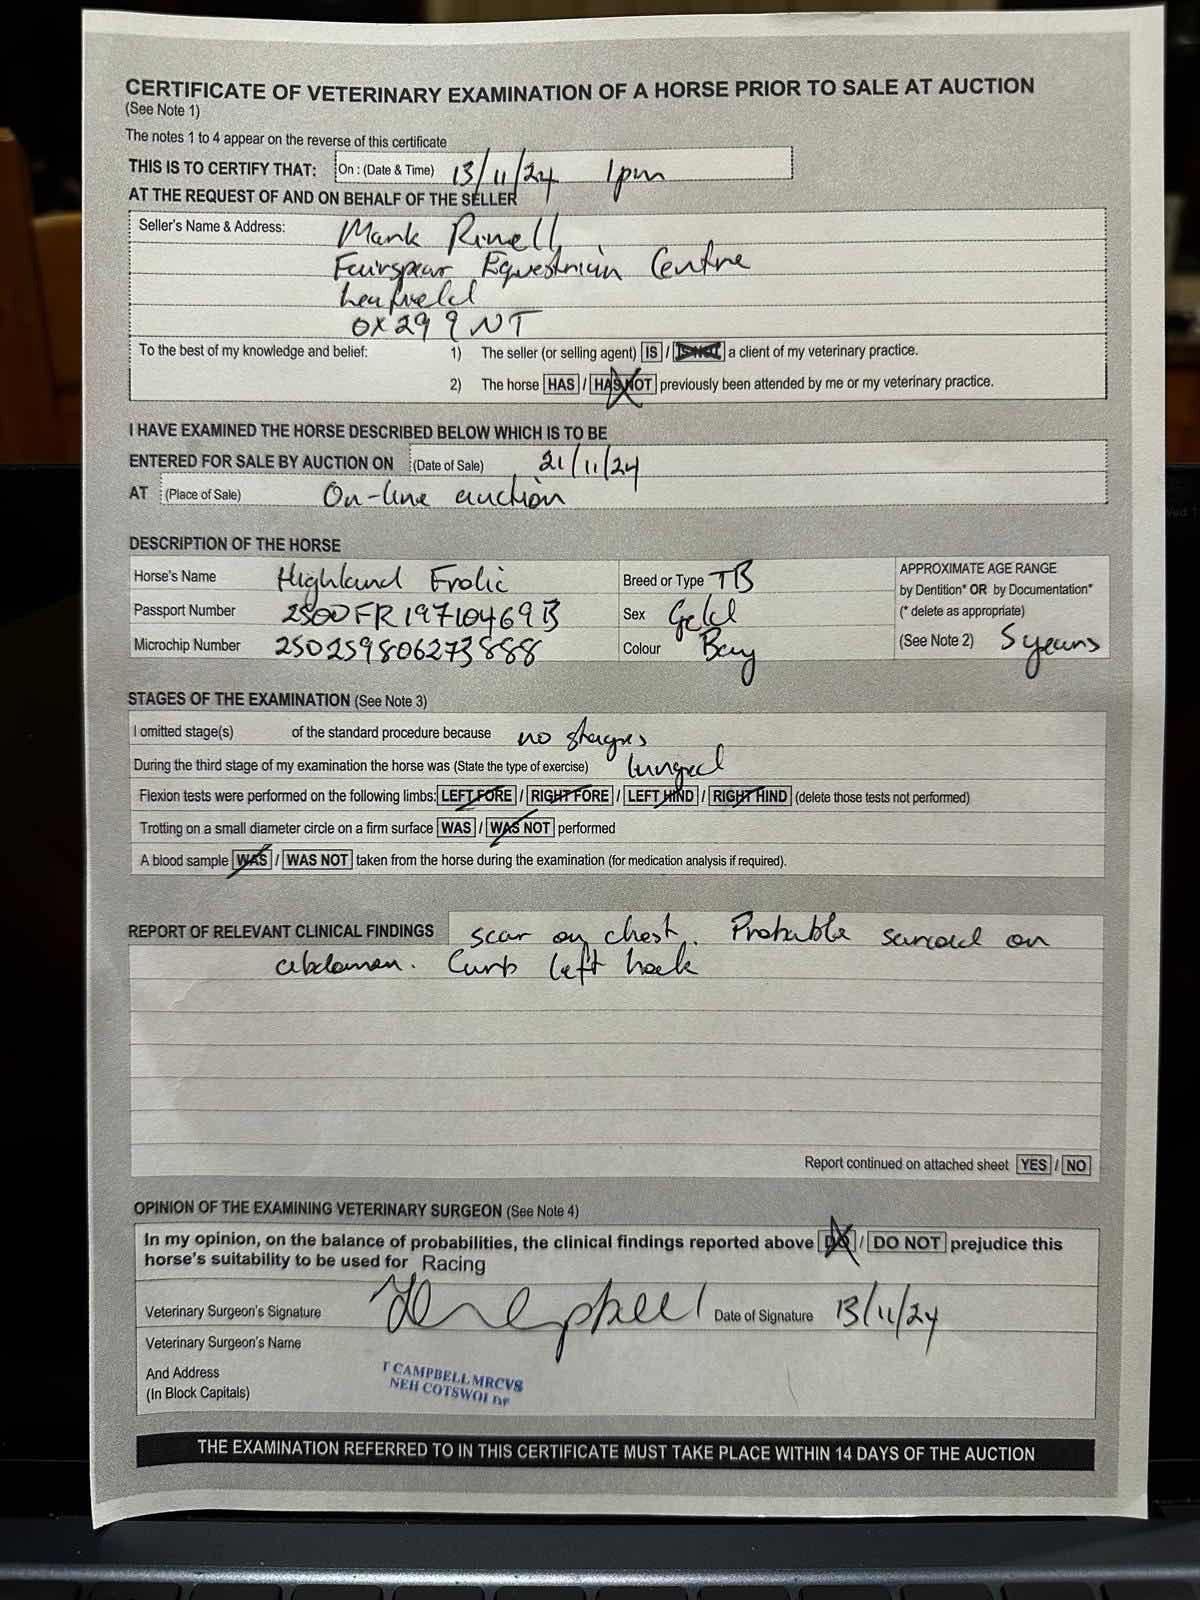 CERTIFICATE OF VETERINARY EXAMINATION OF A HORSE PRIOR TO SALE AT AUCTION
(See Note 1)
The notes 1 to 4 appear on the reverse of this certificate
THIS IS TO CERTIFY THAT: On : (Date & Time) 13/11/24 1pm
AT THE REQUEST OF AND ON BEHALF OF THE SELLER
Seller's Name & Address: Mark Rimell
Fairspear Equestrian Centre
Leafield
OX29 9NT
To the best of my knowledge and belief: 1) The seller (or selling agent) IS / IS NOT a client of my veterinary practice.
2) The horse HAS / HAS NOT previously been attended by me or my veterinary practice.
I HAVE EXAMINED THE HORSE DESCRIBED BELOW WHICH IS TO BE
ENTERED FOR SALE BY AUCTION ON (Date of Sale) 21/11/24
AT (Place of Sale) On-line auction
DESCRIPTION OF THE HORSE
Horse's Name Highland Frolic Breed or Type TB APPROXIMATE AGE RANGE
by Dentition* OR by Documentation*
Passport Number 250DFR19710469B Sex Geld (* delete as appropriate)
Microchip Number 250259806273888 Colour Bay (See Note 2) 5 years
STAGES OF THE EXAMINATION (See Note 3)
I omitted stage(s) of the standard procedure because no stages
During the third stage of my examination the horse was (State the type of exercise) lunged
Flexion tests were performed on the following limbs: LEFT FORE / RIGHT FORE / LEFT HIND / RIGHT HIND (delete those tests not performed)
Trotting on a small diameter circle on a firm surface WAS / WAS NOT performed
A blood sample WAS / WAS NOT taken from the horse during the examination (for medication analysis if required).
REPORT OF RELEVANT CLINICAL FINDINGS scar on chest. Probable sarcoid on
abdomen. Curb left hock
Report continued on attached sheet YES / NO
OPINION OF THE EXAMINING VETERINARY SURGEON (See Note 4)
In my opinion, on the balance of probabilities, the clinical findings reported above DO / DO NOT prejudice this
horse's suitability to be used for Racing
Veterinary Surgeon's Signature Date of Signature 13/11/24
Veterinary Surgeon's Name
And Address
(In Block Capitals)
T CAMPBELL MRCVS
NEH COTSWOLDS
THE EXAMINATION REFERRED TO IN THIS CERTIFICATE MUST TAKE PLACE WITHIN 14 DAYS OF THE AUCTION